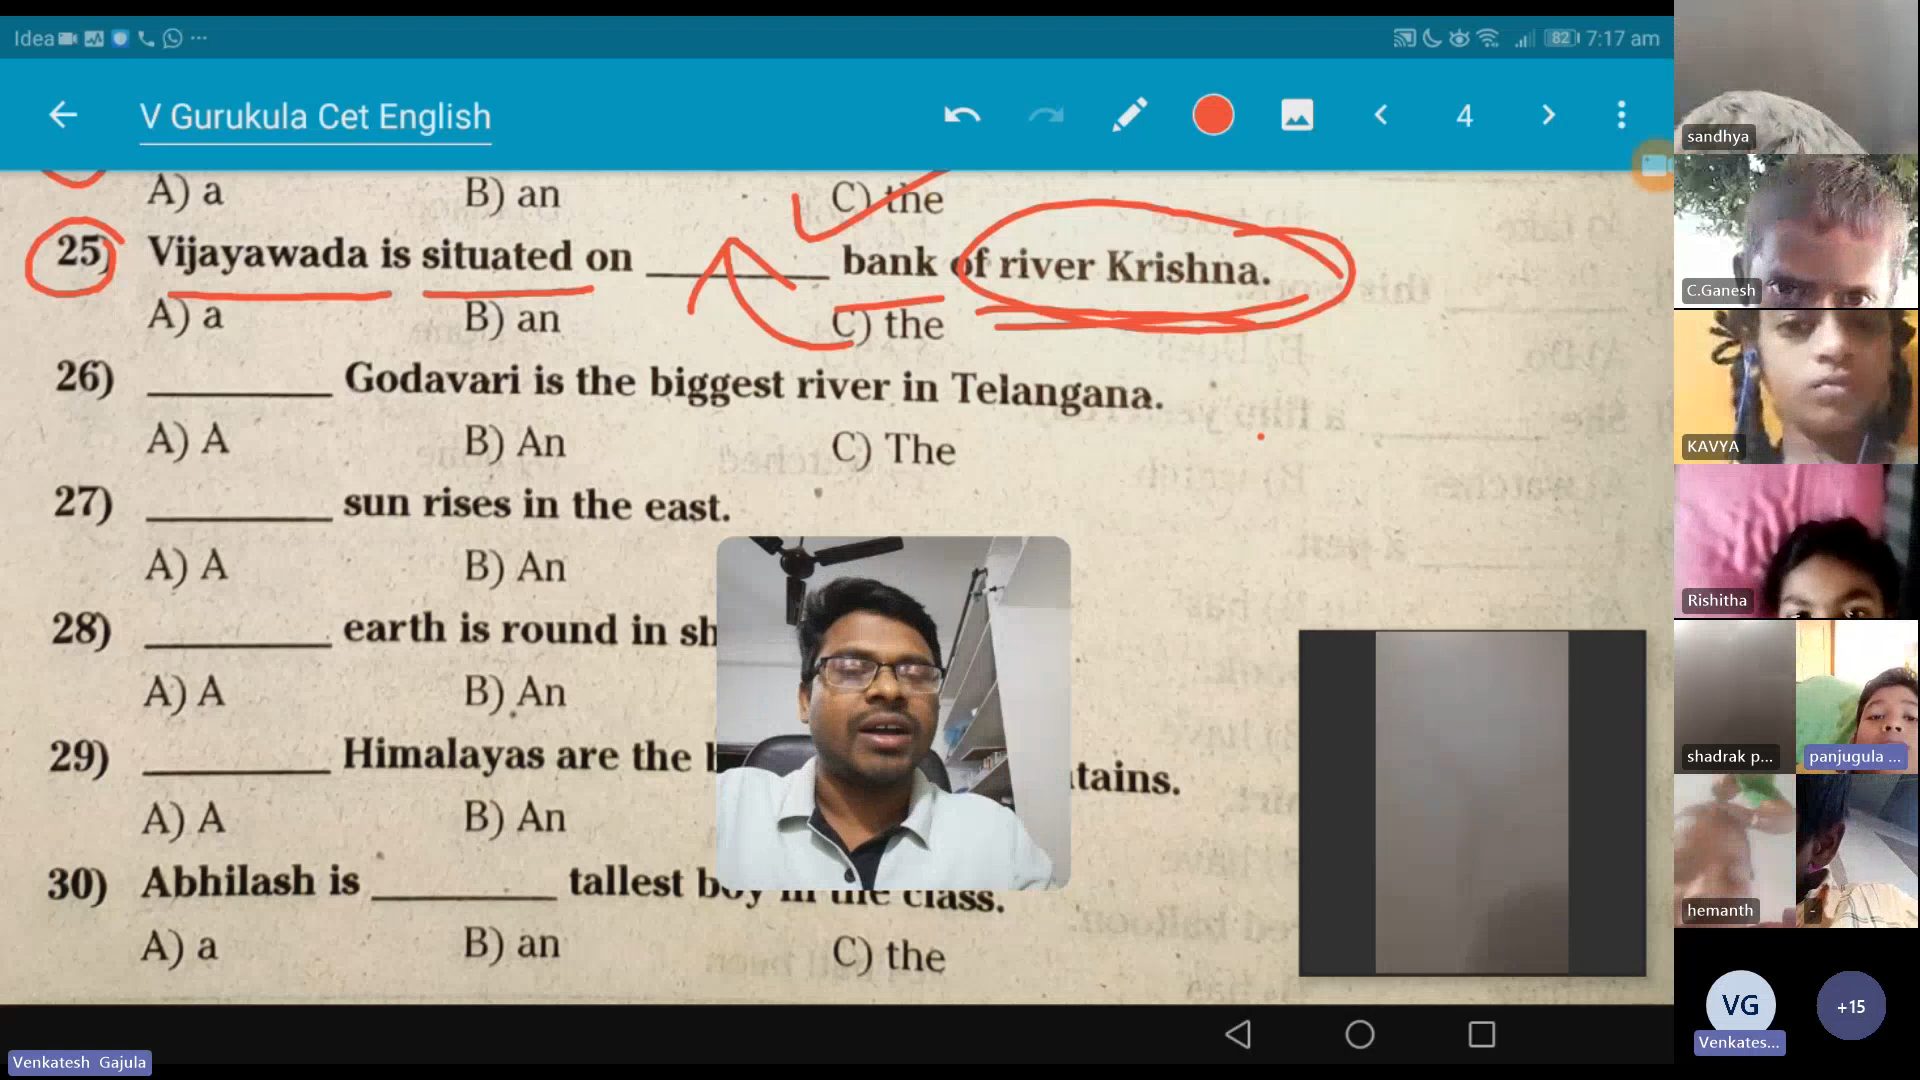 Idea
82 7:17 am
V Gurukula Cet English
4
A) a B) an C) the
25) Vijayawada is situated on ________ bank of river Krishna.
A) a B) an C) the
26) ________ Godavari is the biggest river in Telangana.
A) A B) An C) The
27) ________ sun rises in the east.
A) A B) An
28) ________ earth is round in sh
A) A B) An
29) ________ Himalayas are the tains.
A) A B) An
30) Abhilash is ________ tallest boy in the class.
A) a B) an C) the
Venkatesh Gajula
sandhya
C.Ganesh
KAVYA
Rishitha
shadrak p...
panjugula ...
hemanth
-
VG
+15
Venkates...